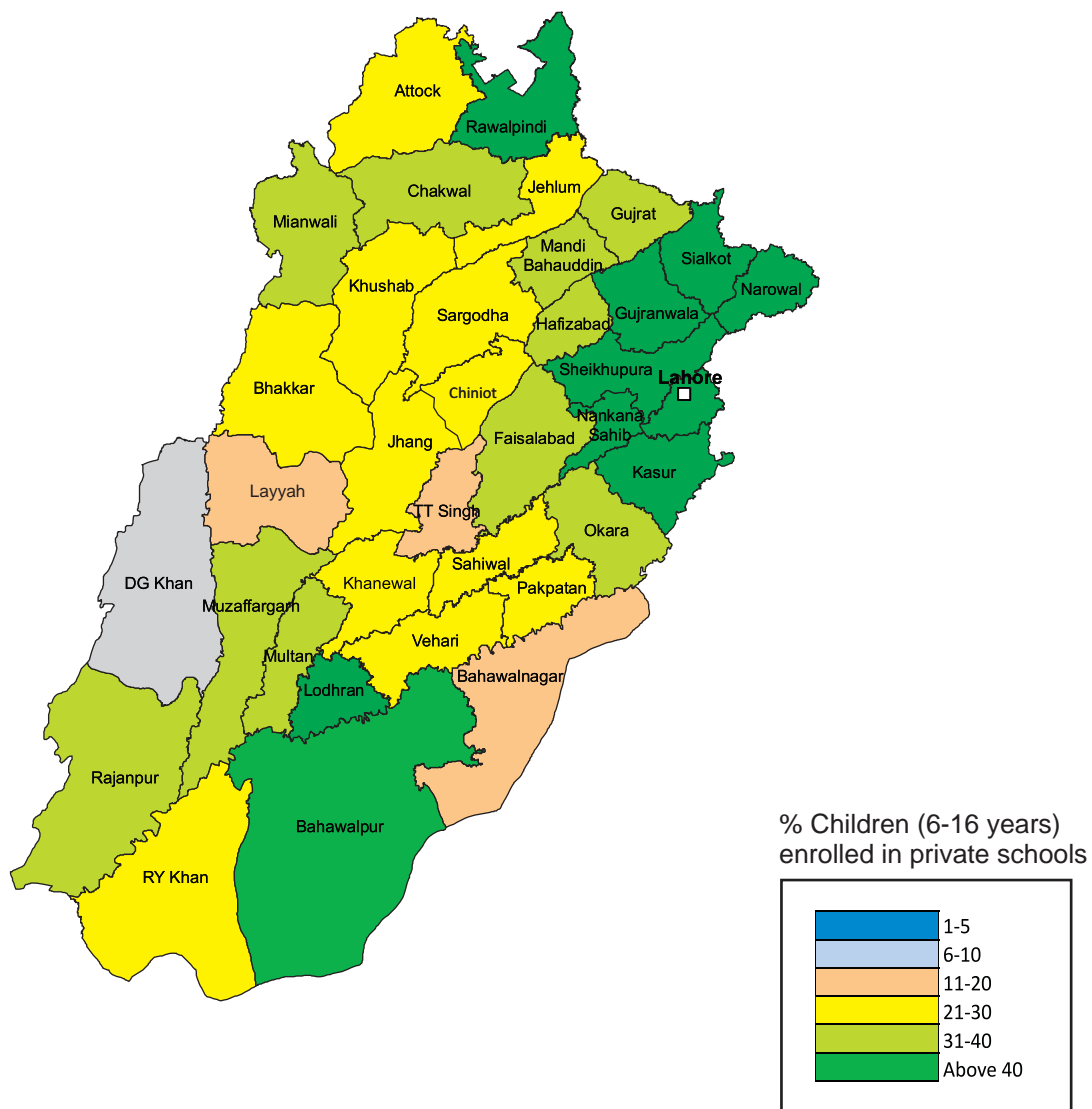 Attock
Rawalpindi
Chakwal
Jehlum
Mianwali
Gujrat
Mandi
Bahauddin
Sialkot
Khushab
Narowal
Sargodha
Hafizabad
Gujranwala
Sheikhupura
Lahore
Bhakkar
Chiniot
Nankana
Sahib
Jhang
Faisalabad
Kasur
Layyah
TT Singh
Okara
DG Khan
Khanewal
Sahiwal
Pakpatan
Muzaffargarh
Vehari
Multan
Bahawalnagar
Lodhran
Rajanpur
Bahawalpur
RY Khan
% Children (6-16 years)
enrolled in private schools
1-5
6-10
11-20
21-30
31-40
Above 40